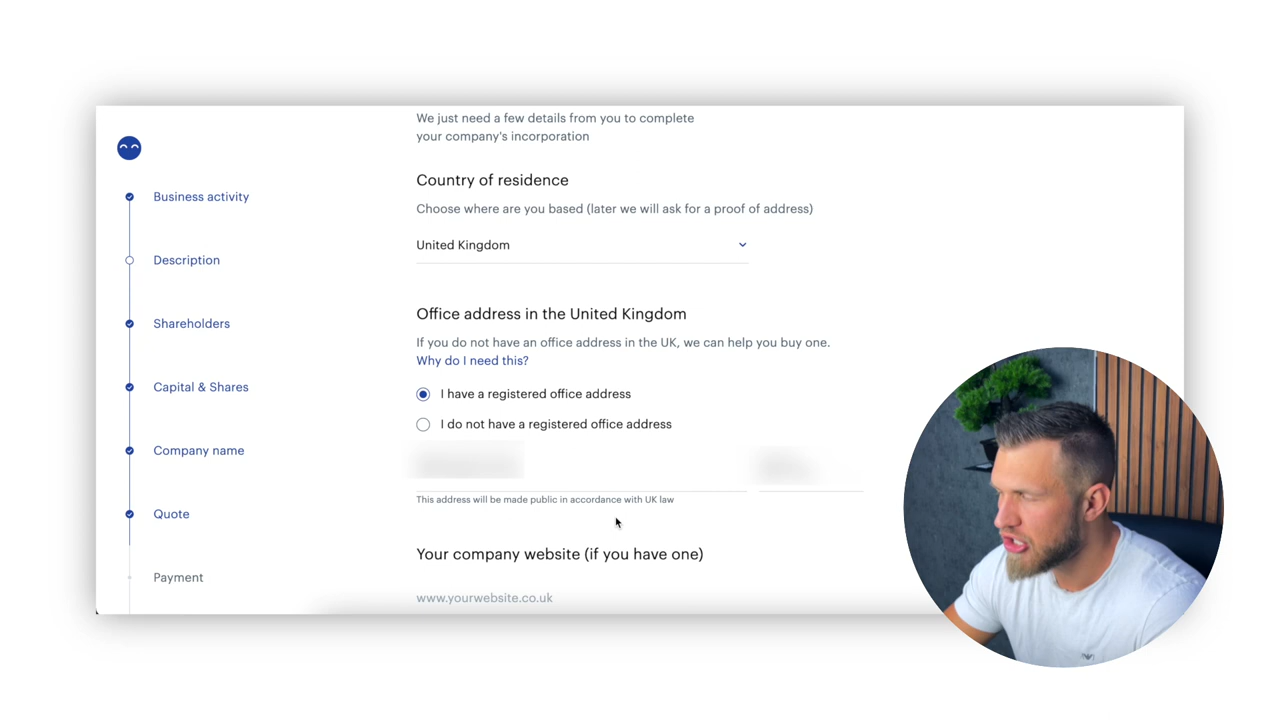 We just need a few details from you to complete
your company's incorporation
Business activity
Description
Shareholders
Capital & Shares
Company name
Quote
Payment
Country of residence
Choose where are you based (later we will ask for a proof of address)
United Kingdom
Office address in the United Kingdom
If you do not have an office address in the UK, we can help you buy one.
Why do I need this?
I have a registered office address
I do not have a registered office address
This address will be made public in accordance with UK law
Your company website (if you have one)
www.yourwebsite.co.uk